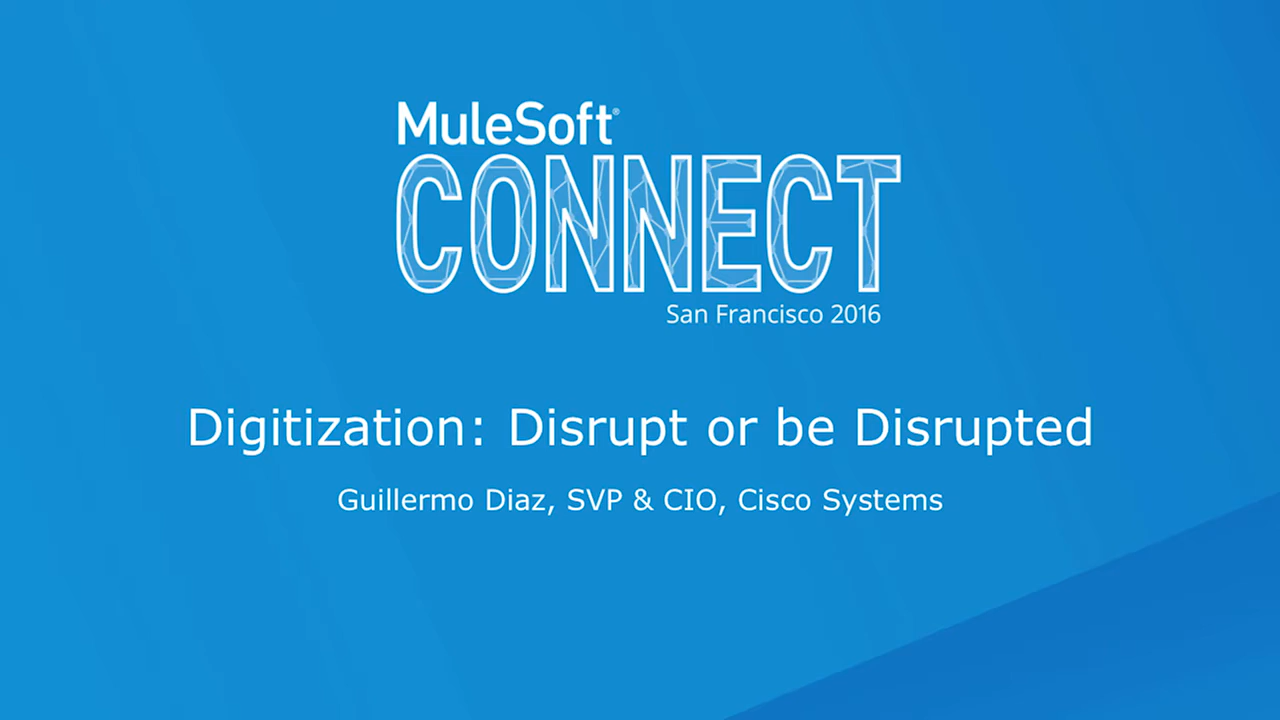 MuleSoft®
CONNECT
San Francisco 2016
Digitization: Disrupt or be Disrupted
Guillermo Diaz, SVP & CIO, Cisco Systems